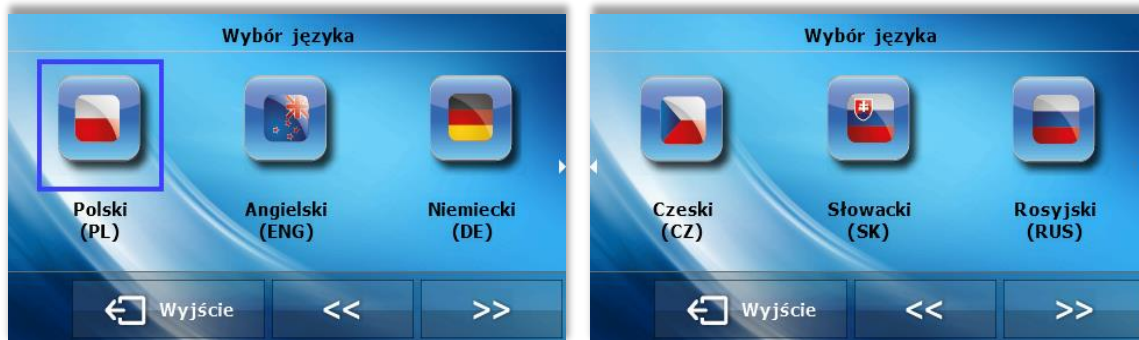 Wybór języka
Polski
(PL)
Angielski
(ENG)
Niemiecki
(DE)
Wyjście
<<
>>
Wybór języka
Czeski
(CZ)
Słowacki
(SK)
Rosyjski
(RUS)
Wyjście
<<
>>